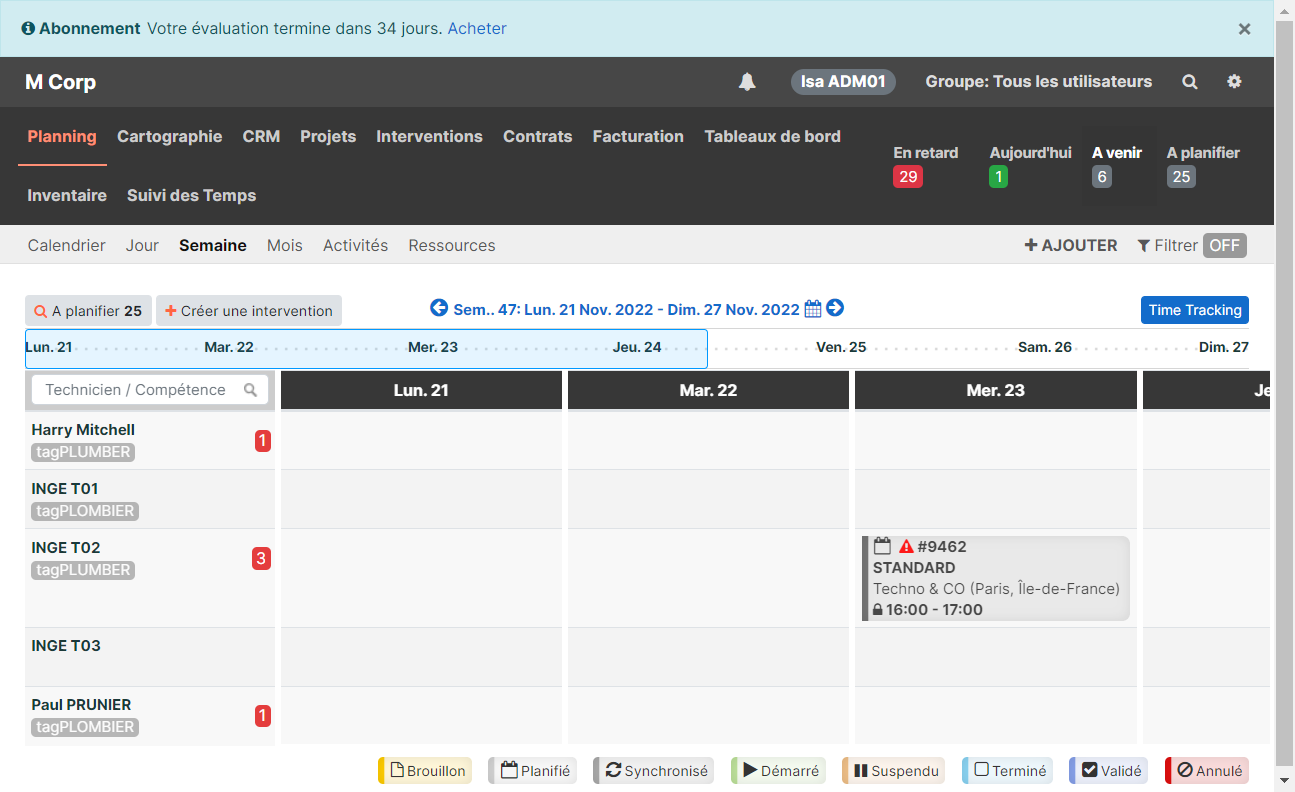 Abonnement Votre évaluation termine dans 34 jours. Acheter ×
M Corp Isa ADM01 Groupe: Tous les utilisateurs
Planning Cartographie CRM Projets Interventions Contrats Facturation Tableaux de bord
Inventaire Suivi des Temps
En retard Aujourd'hui A venir A planifier
29 1 6 25
Calendrier Jour Semaine Mois Activités Ressources + AJOUTER Filtrer OFF
A planifier 25 + Créer une intervention Sem.. 47: Lun. 21 Nov. 2022 - Dim. 27 Nov. 2022 Time Tracking
Lun. 21 Mar. 22 Mer. 23 Jeu. 24 Ven. 25 Sam. 26 Dim. 27
Technicien / Compétence Lun. 21 Mar. 22 Mer. 23 Je
Harry Mitchell 1
tagPLUMBER
INGE T01
tagPLOMBIER
INGE T02 3
tagPLUMBER
#9462
STANDARD
Techno & CO (Paris, Île-de-France)
16:00 - 17:00
INGE T03
Paul PRUNIER 1
tagPLOMBIER
Brouillon Planifié Synchronisé Démarré Suspendu Terminé Validé Annulé